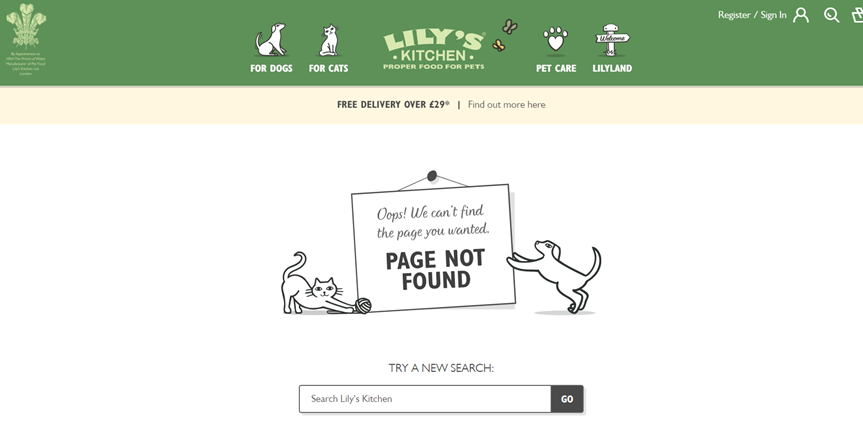 Register / Sign In
LILY'S
• KITCHEN •
PROPER FOOD FOR PETS
Welcome
FOR DOGS
FOR CATS
PET CARE
LILYLAND
FREE DELIVERY OVER £29* | Find out more here
Oops! We can't find
the page you wanted.
PAGE NOT
FOUND
TRY A NEW SEARCH:
Search Lily's Kitchen
GO